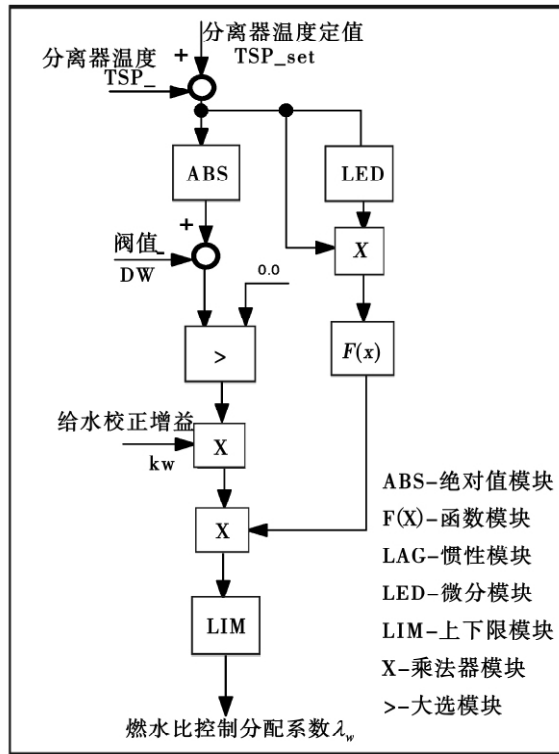 分离器温度定值
+
TSP_set
分离器温度
TSP_
-
ABS
LED
+
阀值
-
DW
X
0.0
>
F(x)
给水校正增益
kw
X
X
LIM
燃水比控制分配系数λw
ABS-绝对值模块
F(X)-函数模块
LAG-惯性模块
LED-微分模块
LIM-上下限模块
X-乘法器模块
>-大选模块